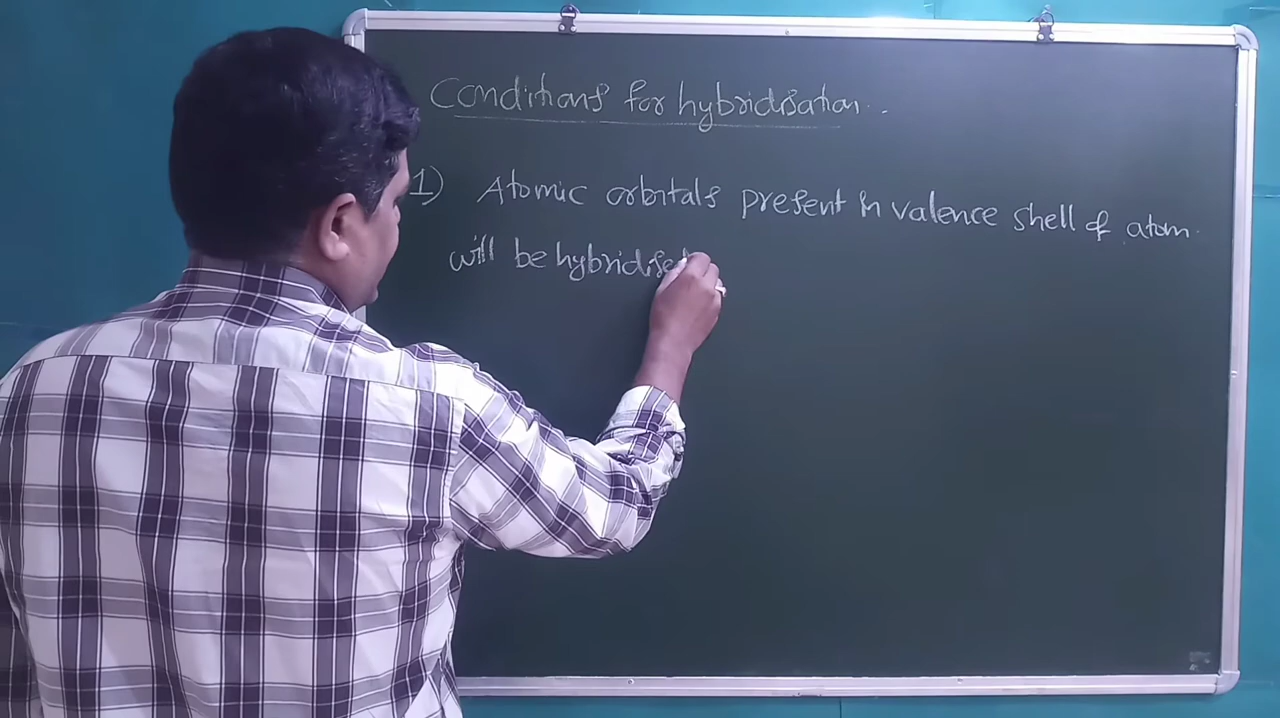 Conditions for hybridisation.
1) Atomic orbitals present in valence shell of atom
will be hybridised